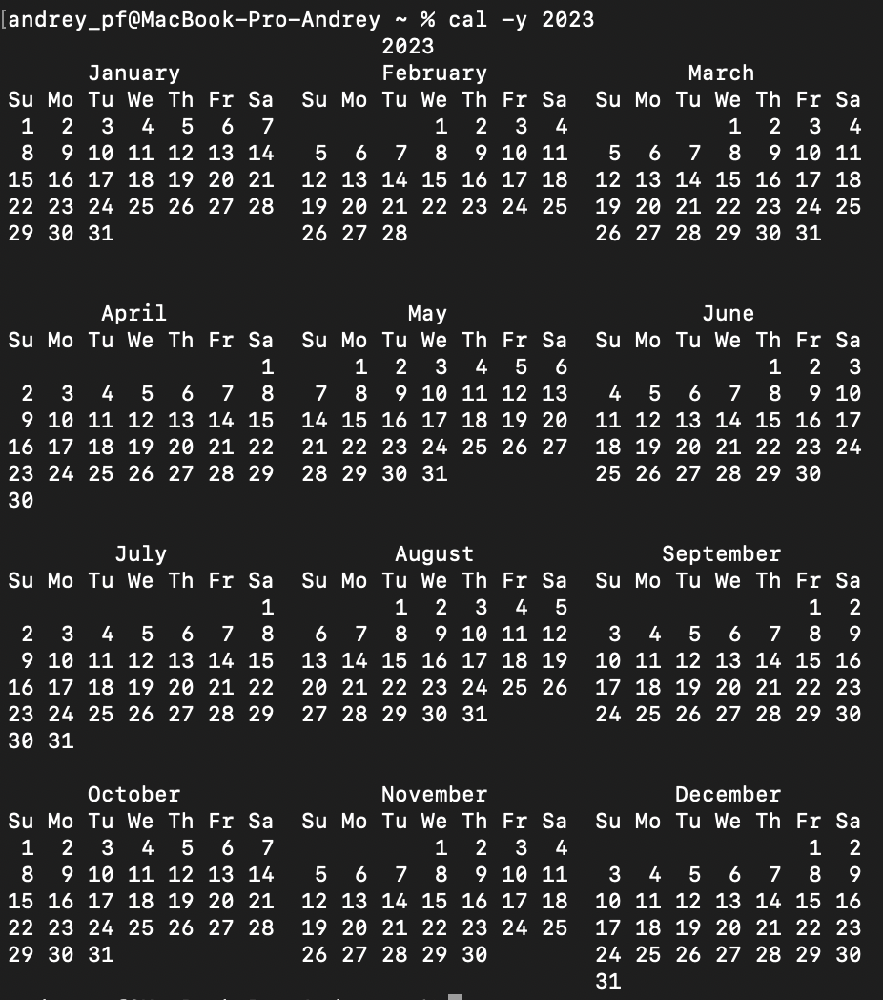 [andrey_pf@MacBook-Pro-Andrey ~ % cal -y 2023
                            2023
      January               February               March
Su Mo Tu We Th Fr Sa  Su Mo Tu We Th Fr Sa  Su Mo Tu We Th Fr Sa
 1  2  3  4  5  6  7            1  2  3  4            1  2  3  4
 8  9 10 11 12 13 14   5  6  7  8  9 10 11   5  6  7  8  9 10 11
15 16 17 18 19 20 21  12 13 14 15 16 17 18  12 13 14 15 16 17 18
22 23 24 25 26 27 28  19 20 21 22 23 24 25  19 20 21 22 23 24 25
29 30 31              26 27 28              26 27 28 29 30 31
       April                  May                   June
Su Mo Tu We Th Fr Sa  Su Mo Tu We Th Fr Sa  Su Mo Tu We Th Fr Sa
                   1      1  2  3  4  5  6               1  2  3
 2  3  4  5  6  7  8   7  8  9 10 11 12 13   4  5  6  7  8  9 10
 9 10 11 12 13 14 15  14 15 16 17 18 19 20  11 12 13 14 15 16 17
16 17 18 19 20 21 22  21 22 23 24 25 26 27  18 19 20 21 22 23 24
23 24 25 26 27 28 29  28 29 30 31           25 26 27 28 29 30
30
        July                 August              September
Su Mo Tu We Th Fr Sa  Su Mo Tu We Th Fr Sa  Su Mo Tu We Th Fr Sa
                   1         1  2  3  4  5                  1  2
 2  3  4  5  6  7  8   6  7  8  9 10 11 12   3  4  5  6  7  8  9
 9 10 11 12 13 14 15  13 14 15 16 17 18 19  10 11 12 13 14 15 16
16 17 18 19 20 21 22  20 21 22 23 24 25 26  17 18 19 20 21 22 23
23 24 25 26 27 28 29  27 28 29 30 31        24 25 26 27 28 29 30
30 31
      October               November              December
Su Mo Tu We Th Fr Sa  Su Mo Tu We Th Fr Sa  Su Mo Tu We Th Fr Sa
 1  2  3  4  5  6  7            1  2  3  4                  1  2
 8  9 10 11 12 13 14   5  6  7  8  9 10 11   3  4  5  6  7  8  9
15 16 17 18 19 20 21  12 13 14 15 16 17 18  10 11 12 13 14 15 16
22 23 24 25 26 27 28  19 20 21 22 23 24 25  17 18 19 20 21 22 23
29 30 31              26 27 28 29 30        24 25 26 27 28 29 30
                                            31